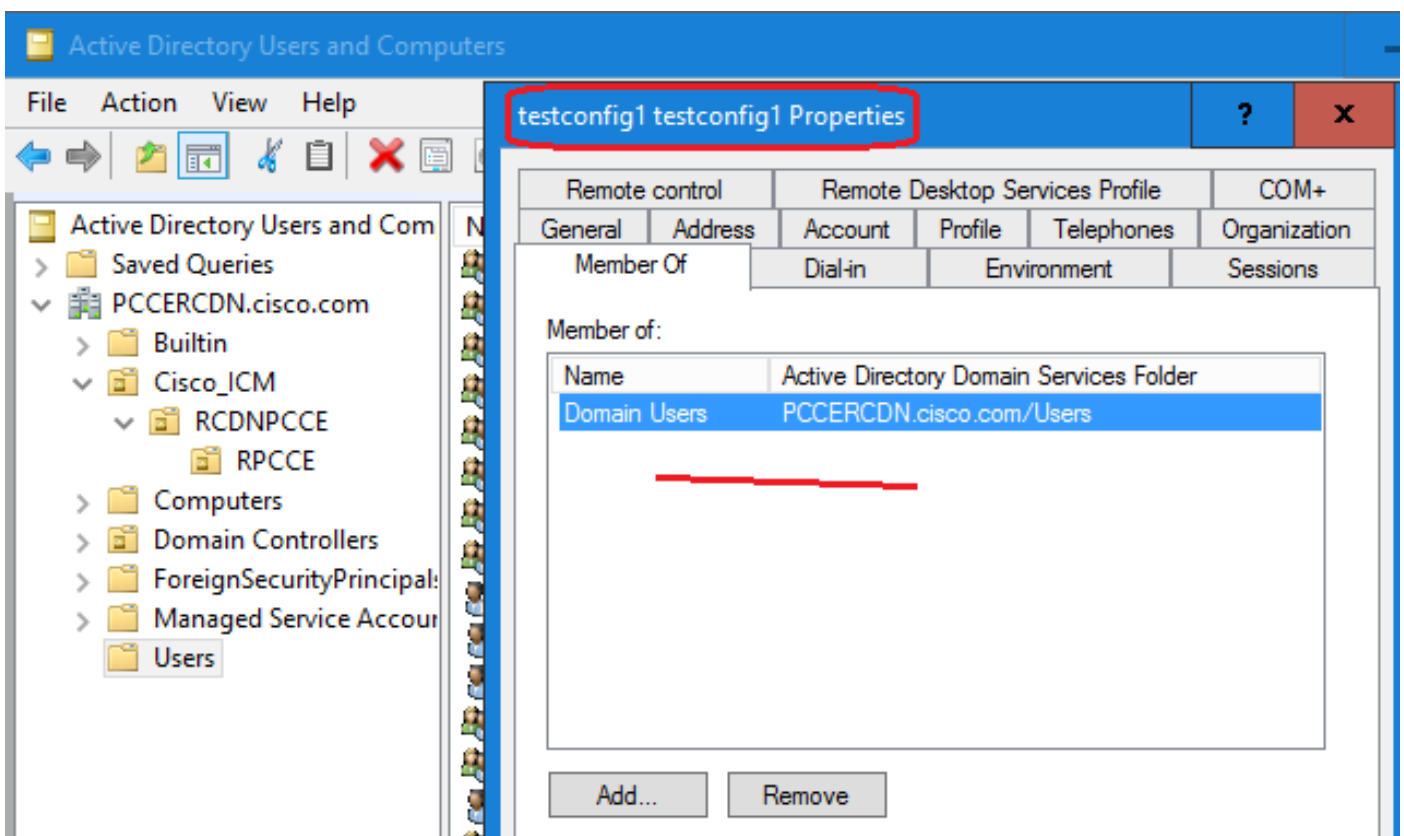 Active Directory Users and Computers
File Action View Help
testconfig1 testconfig1 Properties
? x
Remote control Remote Desktop Services Profile COM+
General Address Account Profile Telephones Organization
Member Of Dial-in Environment Sessions
Active Directory Users and Com
N
Saved Queries
PCCERCDN.cisco.com
Builtin
Cisco_ICM
RCDNPCCE
RPCCE
Computers
Domain Controllers
ForeignSecurityPrincipals
Managed Service Accour
Users
Member of:
Name Active Directory Domain Services Folder
Domain Users PCCERCDN.cisco.com/Users
Add... Remove